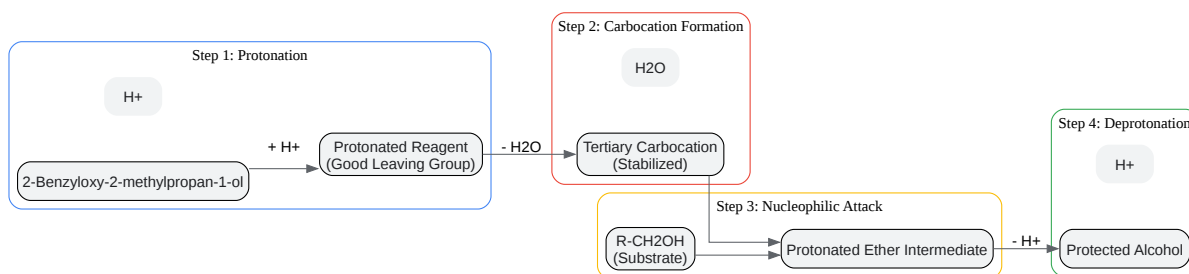 Step 1: Protonation
H+
2-Benzyloxy-2-methylpropan-1-ol
+ H+
Protonated Reagent
(Good Leaving Group)
- H2O
Step 2: Carbocation Formation
H2O
Tertiary Carbocation
(Stabilized)
Step 3: Nucleophilic Attack
R-CH2OH
(Substrate)
Protonated Ether Intermediate
- H+
Step 4: Deprotonation
H+
Protected Alcohol